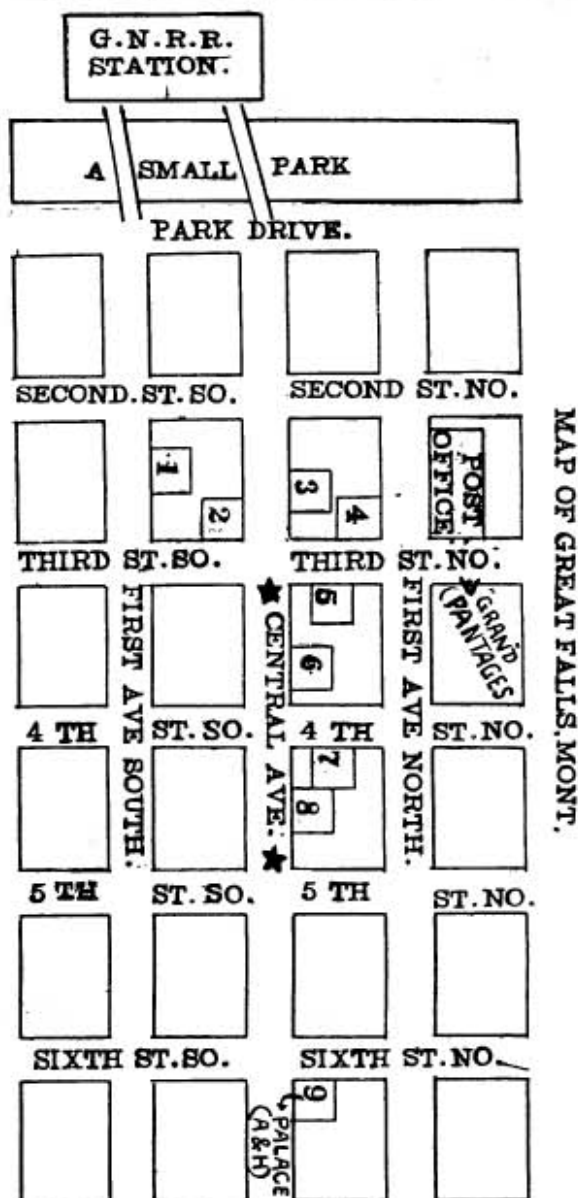 G.N.R.R.
STATION.
A SMALL PARK
PARK DRIVE.
SECOND.ST.SO.
SECOND ST.NO.
1
2
3
4
POST
OFFICE
THIRD ST.SO.
THIRD ST.NO.
FIRST AVE SOUTH.
★ CENTRAL AVE. ★
5
6
FIRST AVE NORTH.
GRAND
(PANTAGES
4 TH ST.SO.
4 TH ST.NO.
7
8
5 TH ST.SO.
5 TH ST.NO.
SIXTH ST.SO.
SIXTH ST.NO.
9
PALACE
(A&H)
MAP OF GREAT FALLS, MONT.